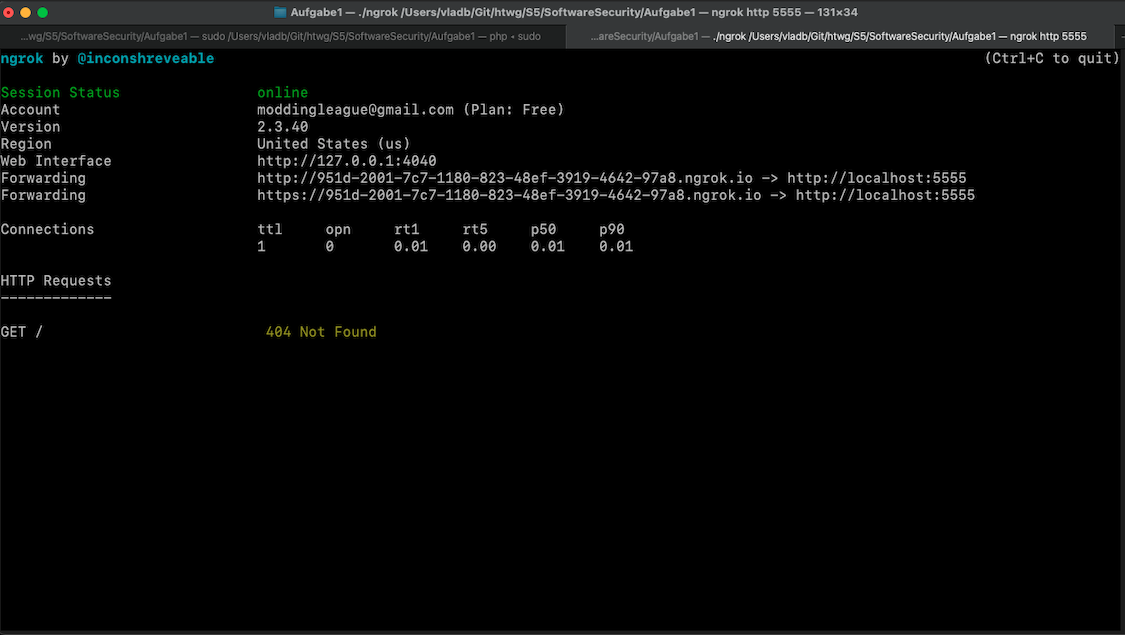 Aufgabe1 — ./ngrok /Users/vladb/Git/htwg/S5/SoftwareSecurity/Aufgabe1 — ngrok http 5555 — 131×34
...wg/S5/SoftwareSecurity/Aufgabe1 — sudo /Users/vladb/Git/htwg/S5/SoftwareSecurity/Aufgabe1 — php ◂ sudo ...areSecurity/Aufgabe1 — ./ngrok /Users/vladb/Git/htwg/S5/SoftwareSecurity/Aufgabe1 — ngrok http 5555
ngrok by @inconshreveable (Ctrl+C to quit)
Session Status online
Account moddingleague@gmail.com (Plan: Free)
Version 2.3.40
Region United States (us)
Web Interface http://127.0.0.1:4040
Forwarding http://951d-2001-7c7-1180-823-48ef-3919-4642-97a8.ngrok.io -> http://localhost:5555
Forwarding https://951d-2001-7c7-1180-823-48ef-3919-4642-97a8.ngrok.io -> http://localhost:5555
Connections ttl opn rt1 rt5 p50 p90
1 0 0.01 0.00 0.01 0.01
HTTP Requests
-------------
GET / 404 Not Found